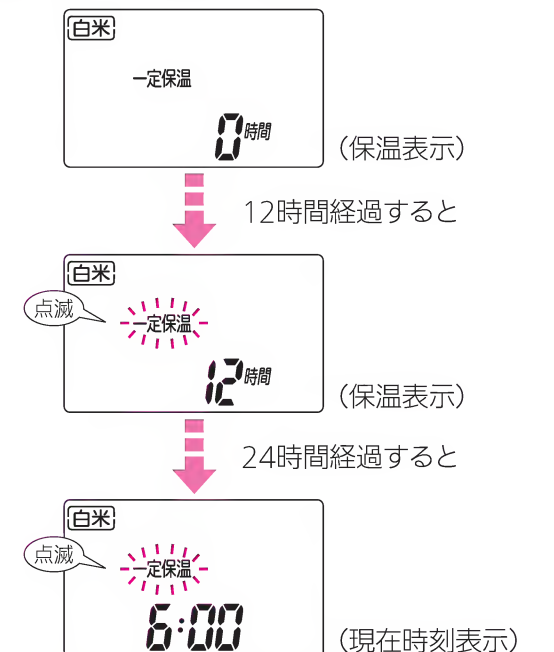 白米
一定保温
0時間
（保温表示）
12時間経過すると
白米
点滅
一定保温
12時間
（保温表示）
24時間経過すると
白米
点滅
一定保温
6:00
（現在時刻表示）